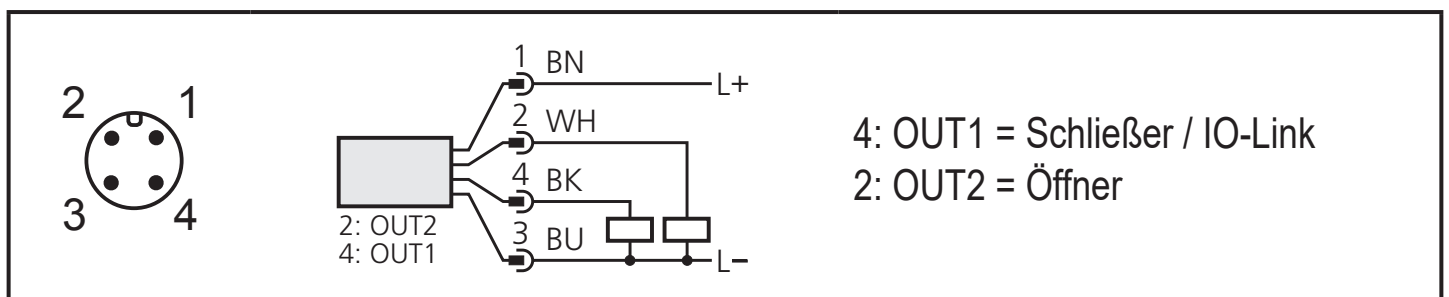 2 1
3 4
1 BN
L+
2 WH
4 BK
3 BU
L–
2: OUT2
4: OUT1
4: OUT1 = Schließer / IO-Link
2: OUT2 = Öffner